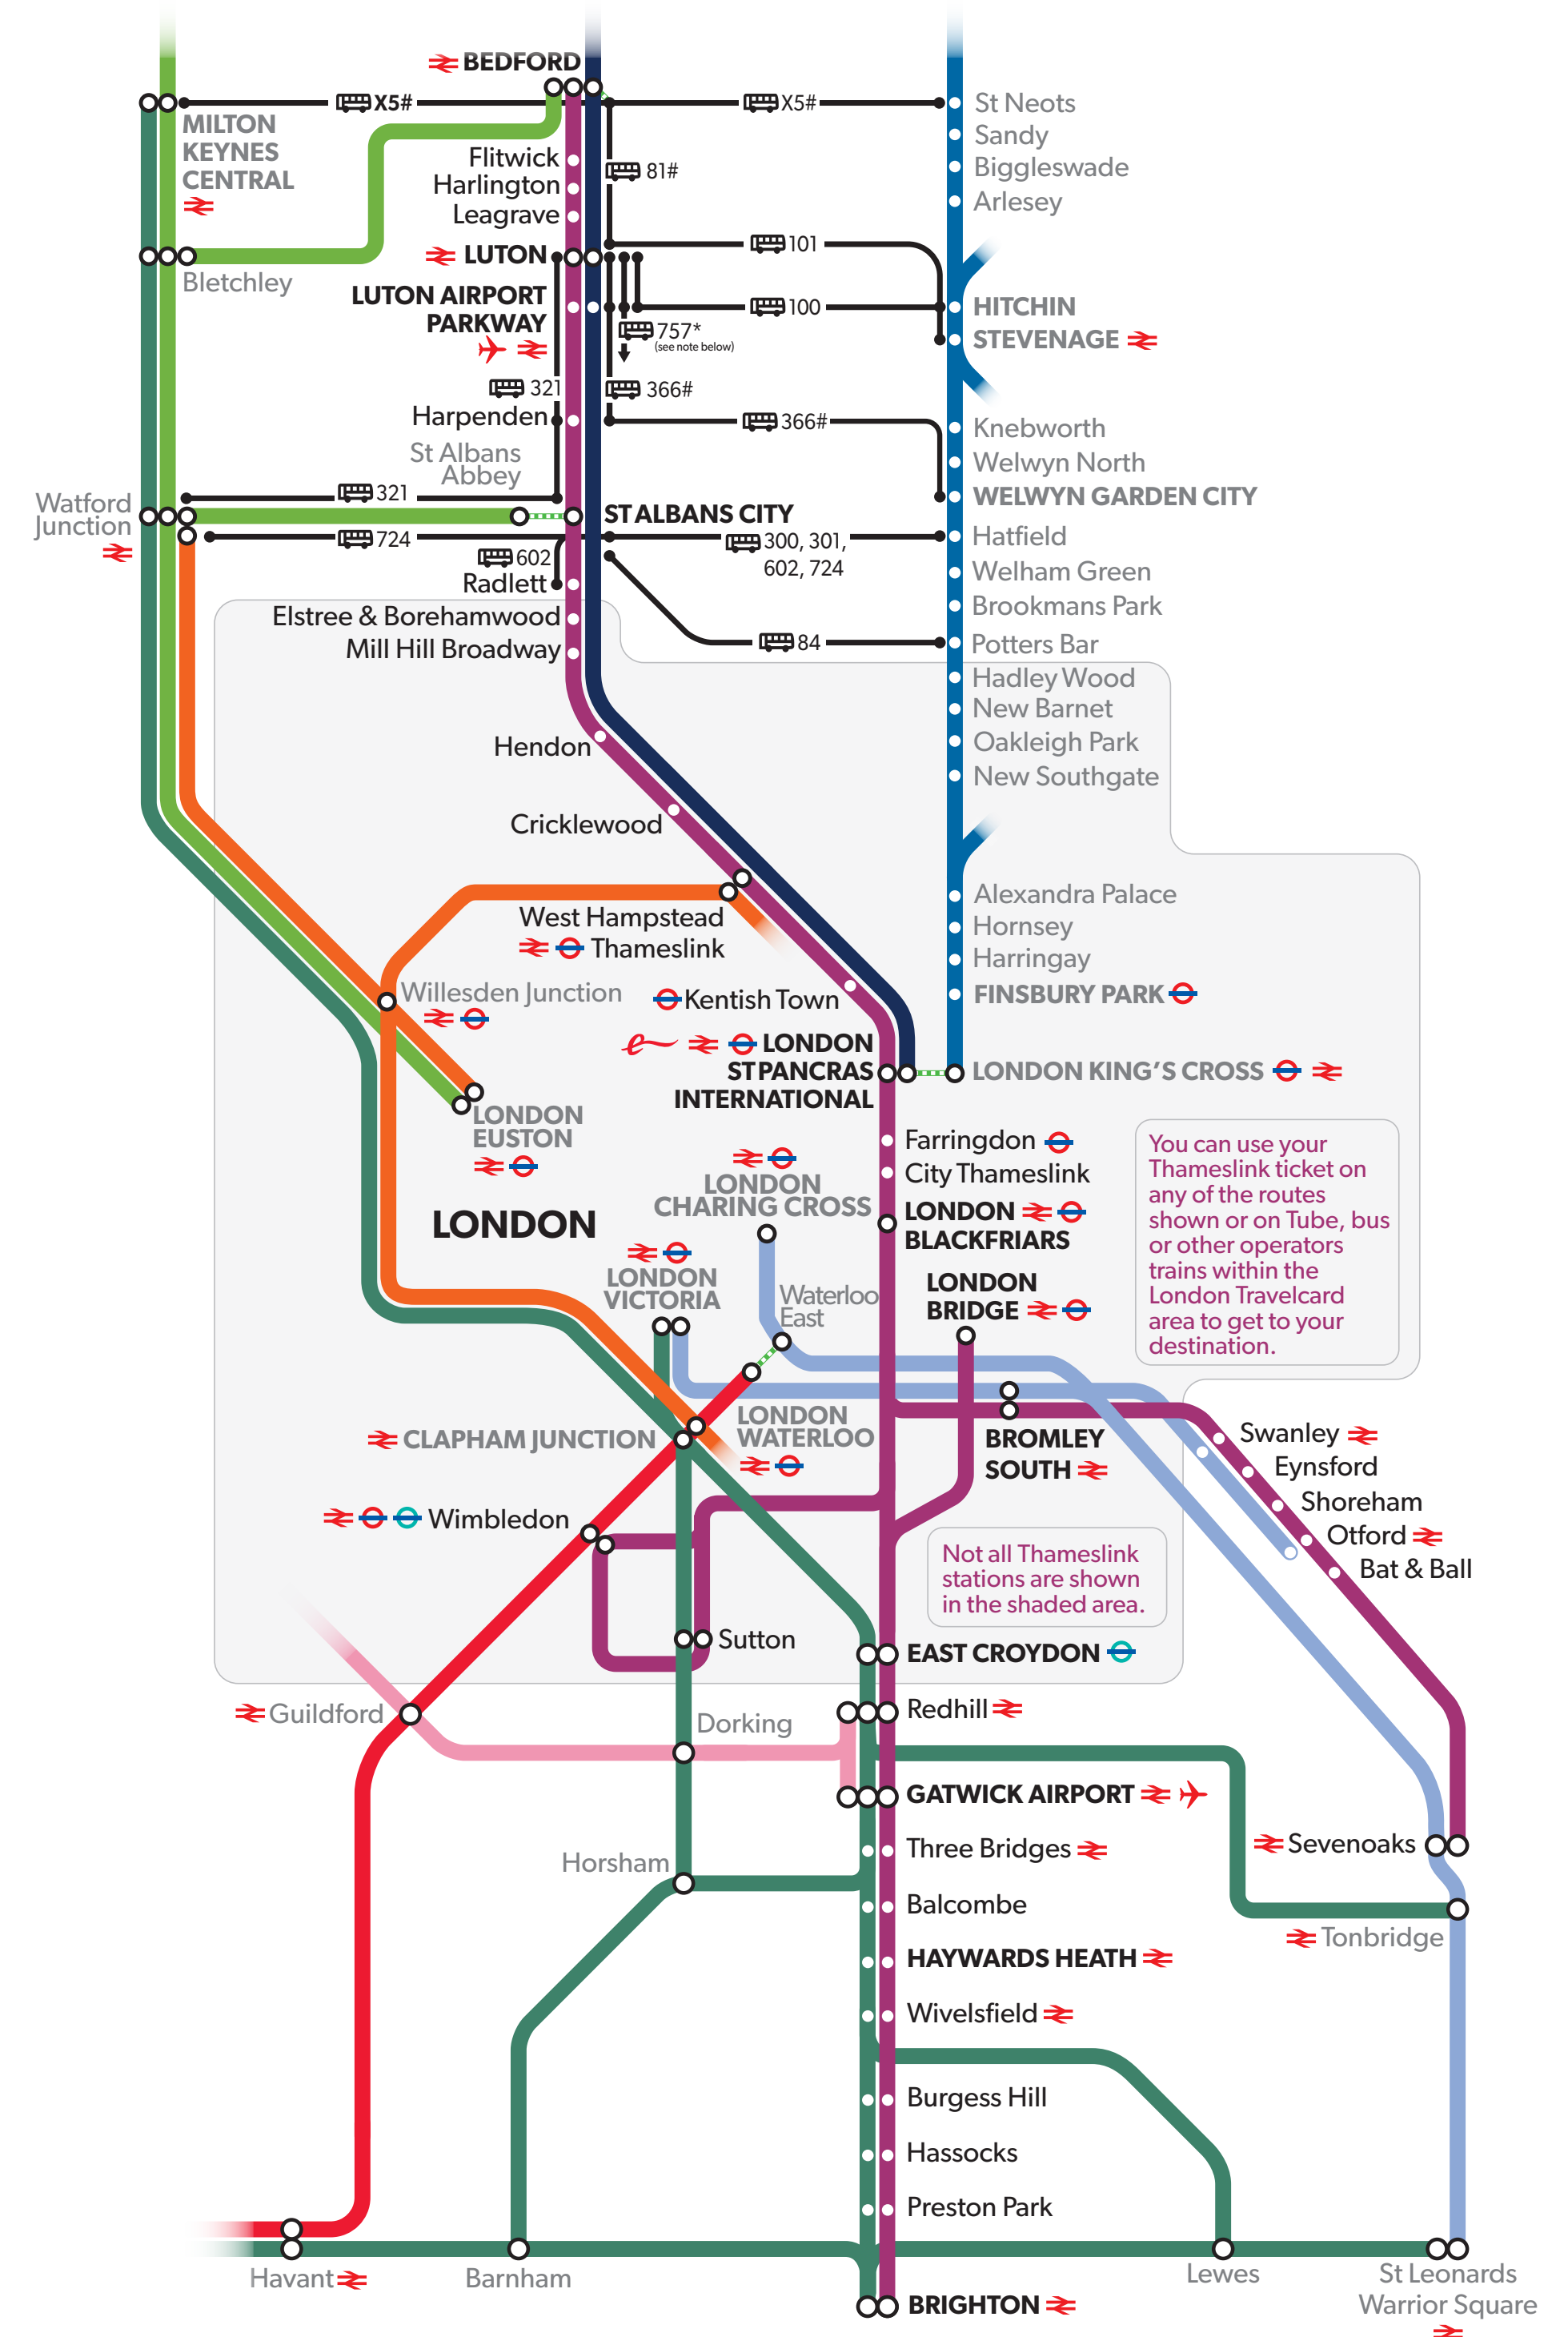 BEDFORD
X5#
X5#
St Neots
MILTON
KEYNES
CENTRAL
Sandy
Flitwick
Biggleswade
81#
Harlington
Arlesey
Leagrave
101
LUTON
Bletchley
LUTON AIRPORT
PARKWAY
100
HITCHIN
757*
(see note below)
STEVENAGE
321
366#
Harpenden
366#
Knebworth
St Albans
Abbey
Welwyn North
321
WELWYN GARDEN CITY
Watford
Junction
ST ALBANS CITY
724
300, 301,
602, 724
Hatfield
602
Radlett
Welham Green
Elstree & Borehamwood
Brookmans Park
Mill Hill Broadway
84
Potters Bar
Hadley Wood
New Barnet
Hendon
Oakleigh Park
New Southgate
Cricklewood
Alexandra Palace
West Hampstead
Thameslink
Hornsey
Harringay
Willesden Junction
Kentish Town
FINSBURY PARK
LONDON
ST PANCRAS
INTERNATIONAL
LONDON KING'S CROSS
LONDON
EUSTON
Farringdon
City Thameslink
You can use your
Thameslink ticket on
any of the routes
shown or on Tube, bus
or other operators
trains within the
London Travelcard
area to get to your
destination.
LONDON
CHARING CROSS
LONDON
LONDON
BLACKFRIARS
LONDON
VICTORIA
Waterloo
East
LONDON
BRIDGE
CLAPHAM JUNCTION
LONDON
WATERLOO
BROMLEY
SOUTH
Swanley
Eynsford
Shoreham
Wimbledon
Otford
Not all Thameslink
stations are shown
in the shaded area.
Bat & Ball
Sutton
EAST CROYDON
Guildford
Redhill
Dorking
GATWICK AIRPORT
Three Bridges
Sevenoaks
Horsham
Balcombe
Tonbridge
HAYWARDS HEATH
Wivelsfield
Burgess Hill
Hassocks
Preston Park
Havant
Barnham
Lewes
St Leonards
Warrior Square
BRIGHTON